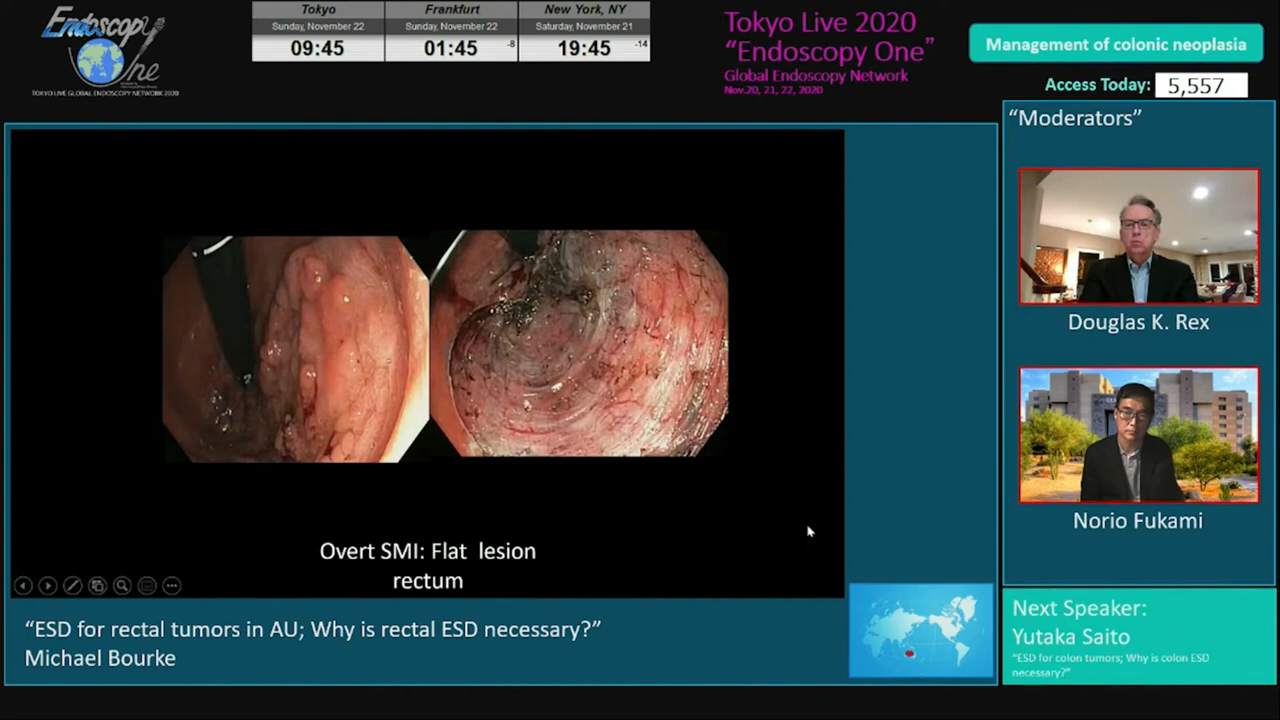 Endoscopy
One
TOKYO LIVE GLOBAL ENDOSCOPY NETWORK 2020
Tokyo
Sunday, November 22
09:45
Frankfurt
Sunday, November 22
01:45
-8
New York, NY
Saturday, November 21
19:45
-14
Tokyo Live 2020
“Endoscopy One”
Global Endoscopy Network
Nov.20, 21, 22, 2020
Management of colonic neoplasia
Access Today: 5,557
“Moderators”
Douglas K. Rex
Norio Fukami
Overt SMI: Flat lesion
rectum
“ESD for rectal tumors in AU; Why is rectal ESD necessary?”
Michael Bourke
Next Speaker:
Yutaka Saito
“ESD for colon tumors; Why is colon ESD
necessary?”